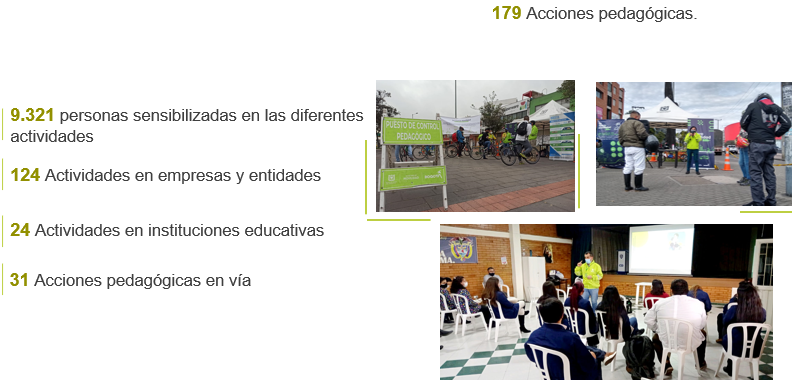 179 Acciones pedagógicas.
9.321 personas sensibilizadas en las diferentes
actividades
124 Actividades en empresas y entidades
24 Actividades en instituciones educativas
31 Acciones pedagógicas en vía
PUESTO DE CONTROL
PEDAGÓGICO